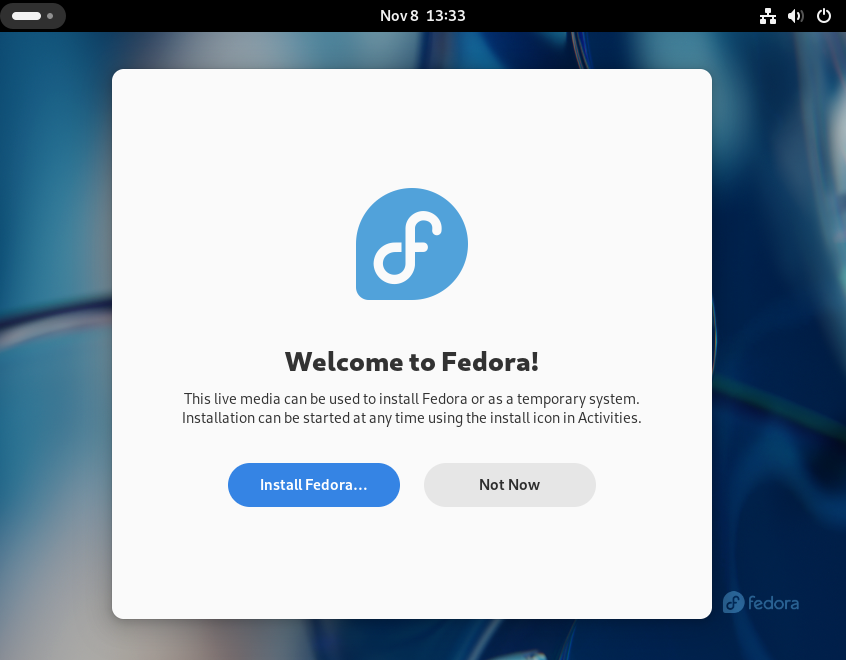 Nov 8 13:33
Welcome to Fedora!
This live media can be used to install Fedora or as a temporary system.
Installation can be started at any time using the install icon in Activities.
Install Fedora…
Not Now
fedora